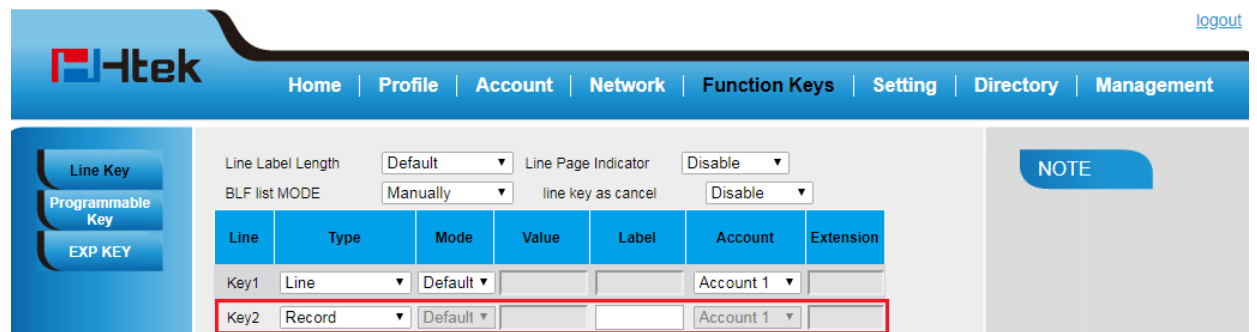 logout
Htek
Home | Profile | Account | Network | Function Keys | Setting | Directory | Management
Line Key
Programmable Key
EXP KEY
Line Label Length Default Line Page Indicator Disable
BLF list MODE Manually line key as cancel Disable
Line Type Mode Value Label Account Extension
Key1 Line Default Account 1
Key2 Record Default Account 1
NOTE